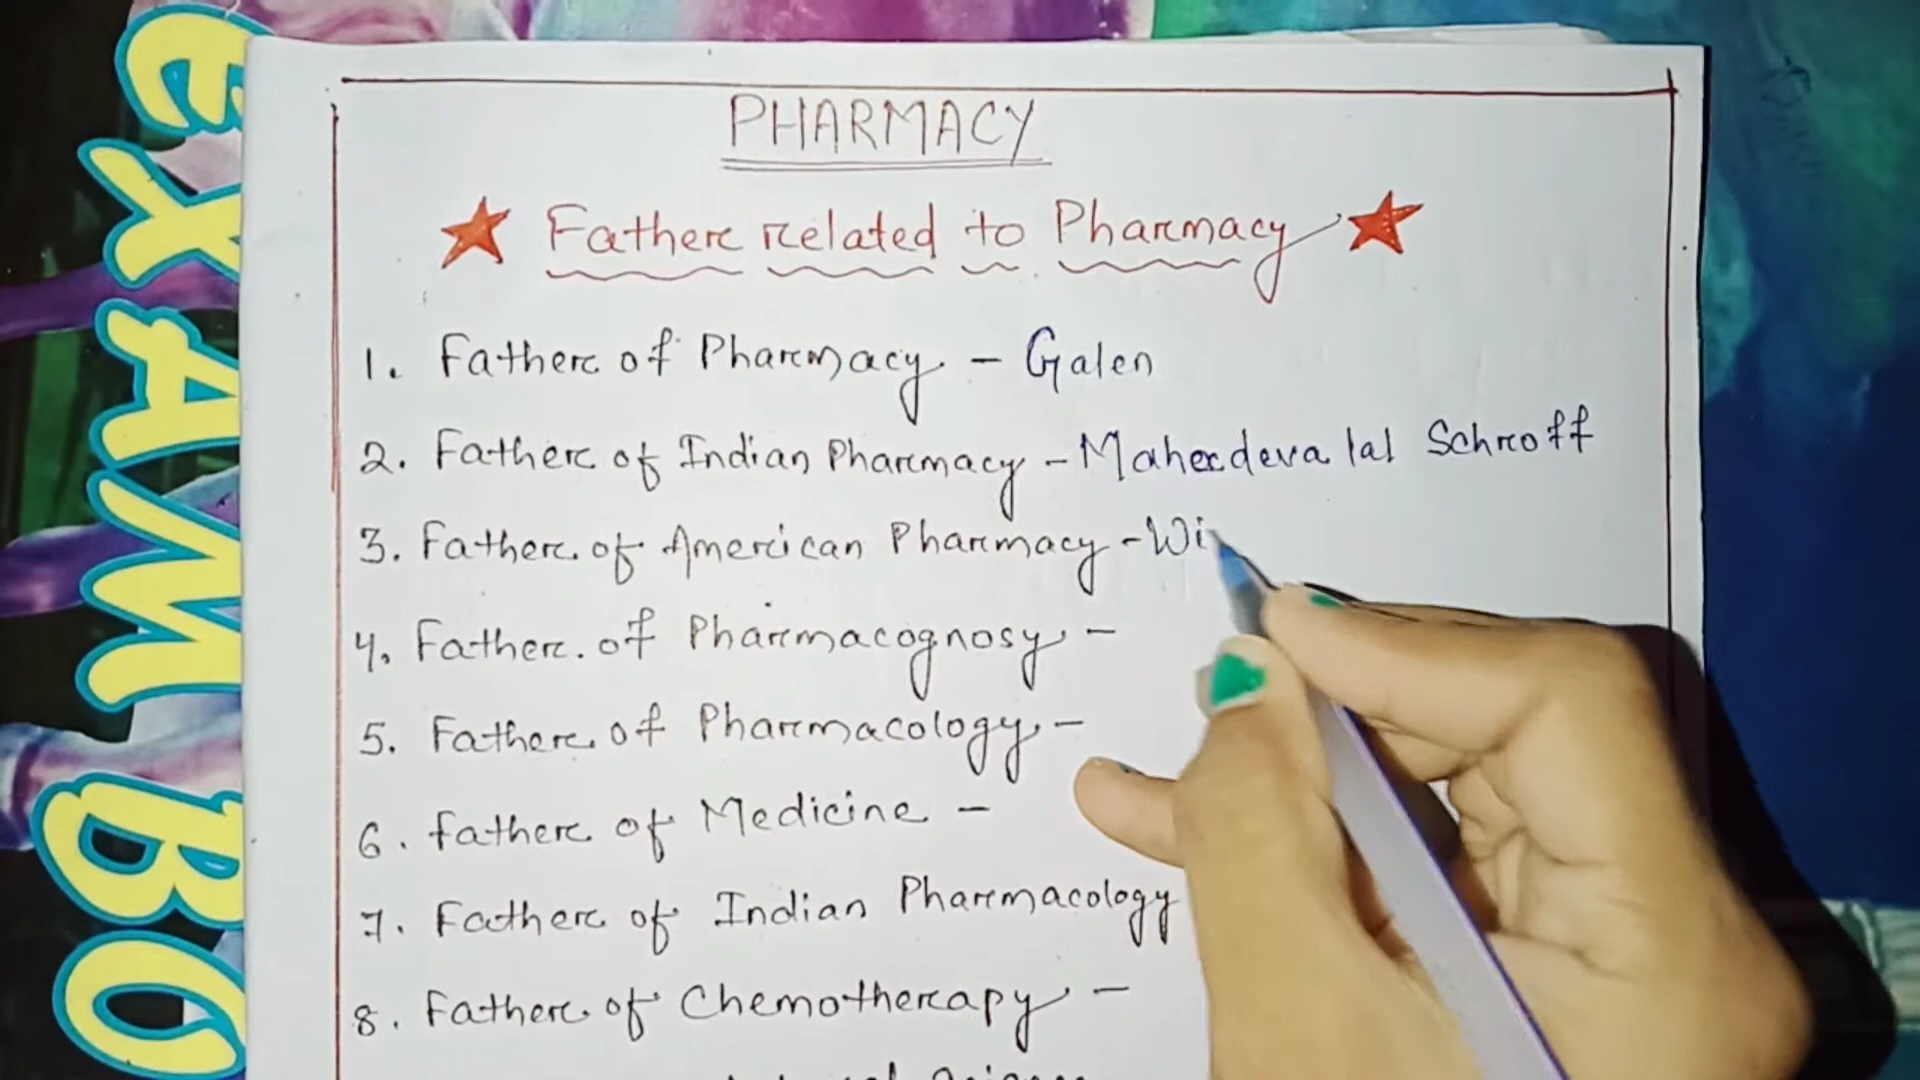 EXAM BO
PHARMACY
Father related to Pharmacy
1. Father of Pharmacy - Galen
2. Father of Indian Pharmacy - Mahadeva lal Schroff
3. Father of American Pharmacy - Wi
4. Father of Pharmacognosy -
5. Father of Pharmacology -
6. father of Medicine -
7. Father of Indian Pharmacology
8. Father of Chemotherapy -